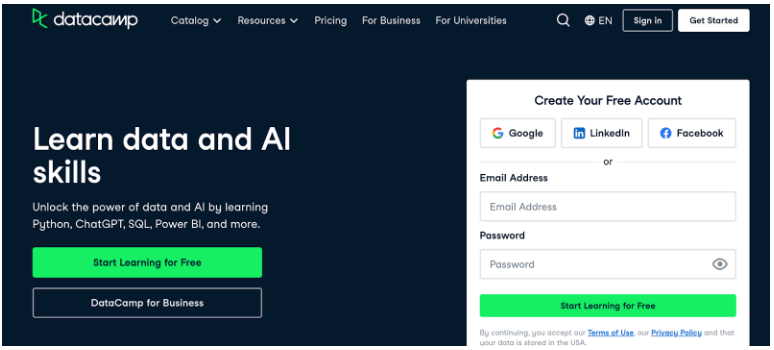 datacamp Catalog Resources Pricing For Business For Universities EN Sign in Get Started
Learn data and AI
skills
Unlock the power of data and AI by learning
Python, ChatGPT, SQL, Power BI, and more.
Start Learning for Free
DataCamp for Business
Create Your Free Account
Google LinkedIn Facebook
or
Email Address
Email Address
Password
Password
Start Learning for Free
By continuing, you accept our Terms of Use, our Privacy Policy and that
your data is stored in the USA.